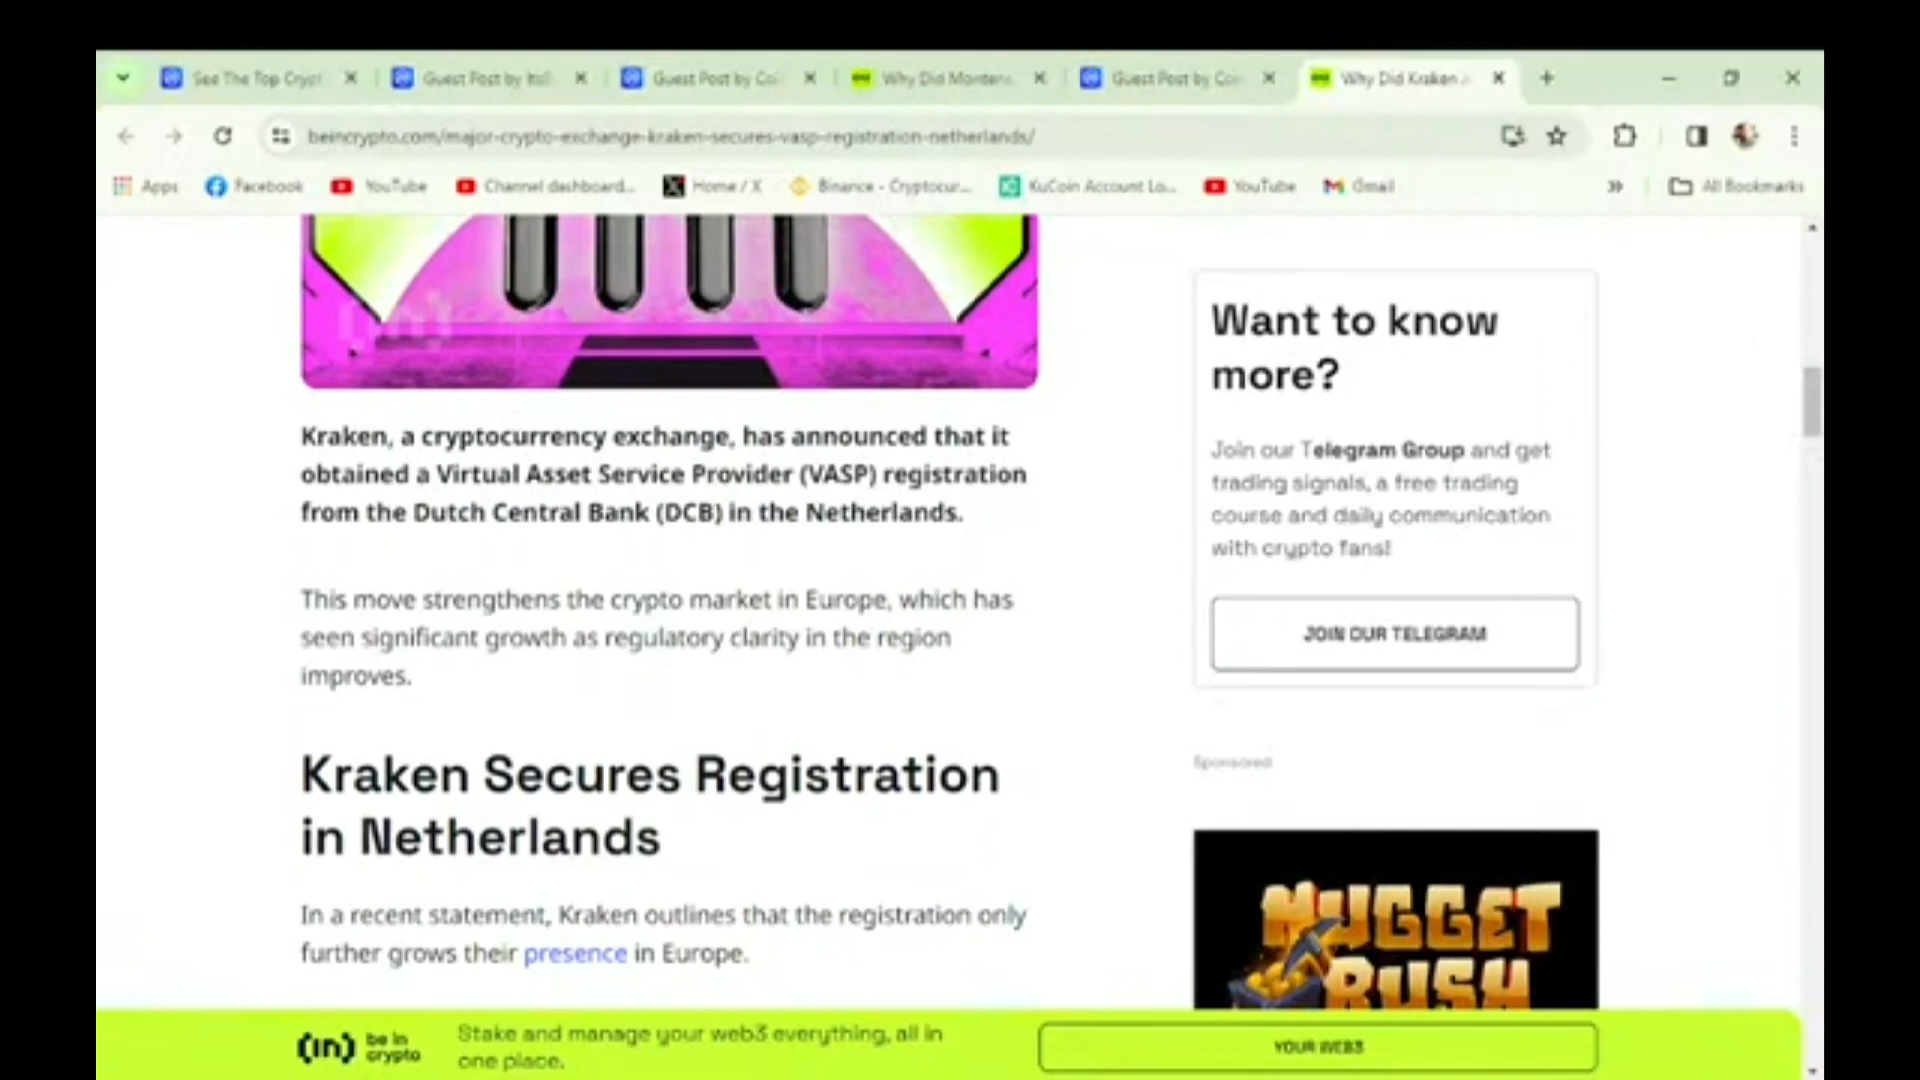 See The Top Crypt
Guest Post by
Guest Post by Coi
Why Did Montene
Guest Post by Coi
Why Did Kraken
beincrypto.com/major-crypto-exchange-kraken-secures-vasp-registration-netherlands/
Apps
Facebook
YouTube
Channel dashboard...
Home / X
Binance - Cryptocur...
KuCoin Account Lo...
YouTube
Gmail
All Bookmarks
Kraken, a cryptocurrency exchange, has announced that it
obtained a Virtual Asset Service Provider (VASP) registration
from the Dutch Central Bank (DCB) in the Netherlands.
This move strengthens the crypto market in Europe, which has
seen significant growth as regulatory clarity in the region
improves.
Kraken Secures Registration
in Netherlands
In a recent statement, Kraken outlines that the registration only
further grows their presence in Europe.
Want to know
more?
Join our Telegram Group and get
trading signals, a free trading
course and daily communication
with crypto fans!
JOIN OUR TELEGRAM
Sponsored
NUGGET
RUSH
(in) be in
crypto
Stake and manage your web3 everything, all in
one place.
YOUR WEB3